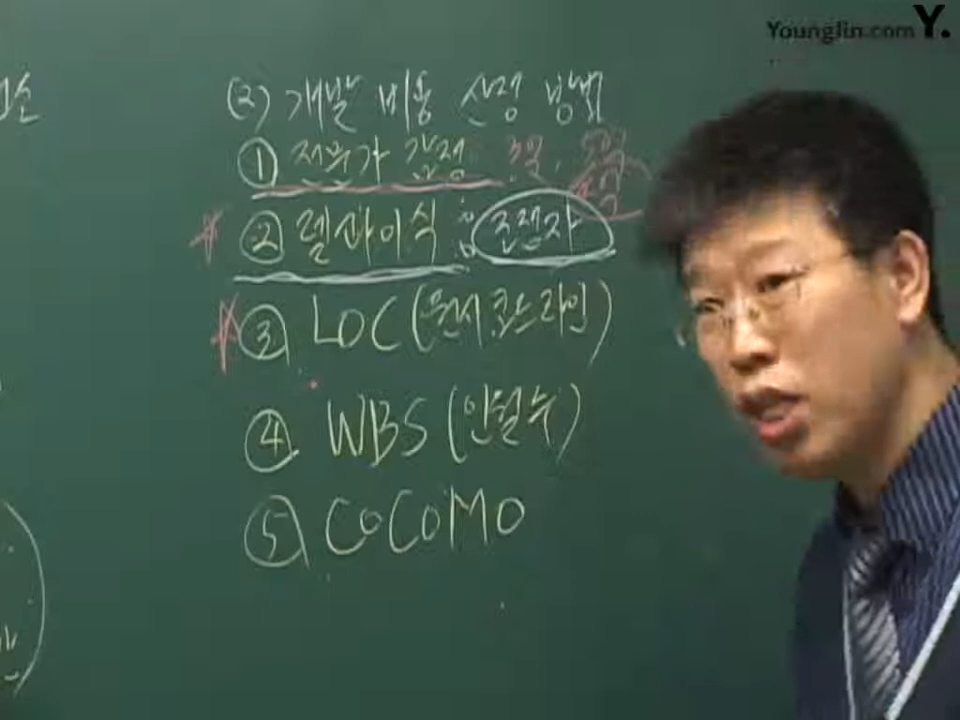 Younglin.com Y.
(2) 개발 비용 산정 방법
① 전문가 감정
② 델파이식 : 조정자
③ LOC (원시 코드 라인)
④ WBS (인월수)
⑤ CoCoMo